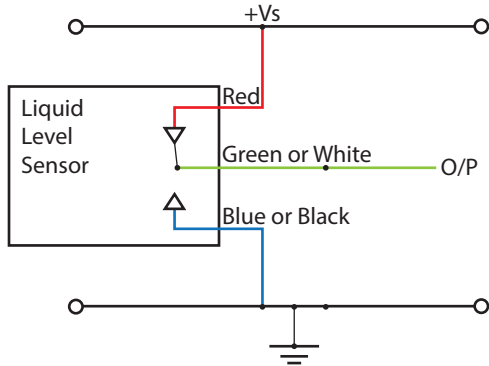 +Vs
Red
Liquid
Level
Sensor
Green or White
O/P
Blue or Black